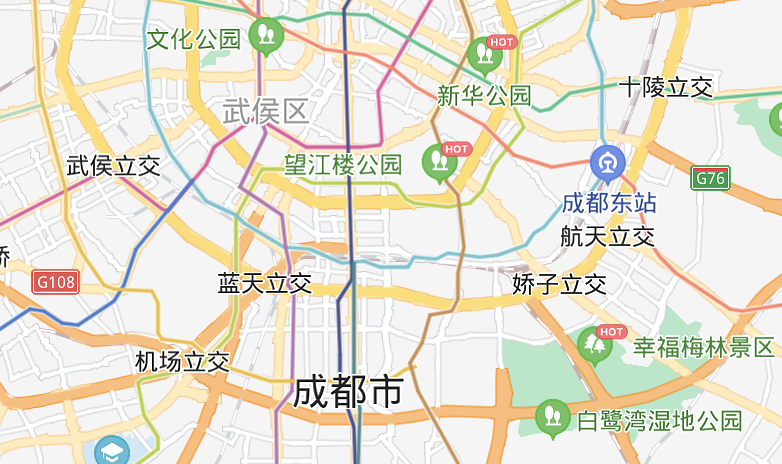 文化公园
HOT
新华公园
十陵立交
武侯区
HOT
望江楼公园
武侯立交
G76
成都东站
航天立交
G108
蓝天立交
娇子立交
HOT
幸福梅林景区
机场立交
成都市
白鹭湾湿地公园